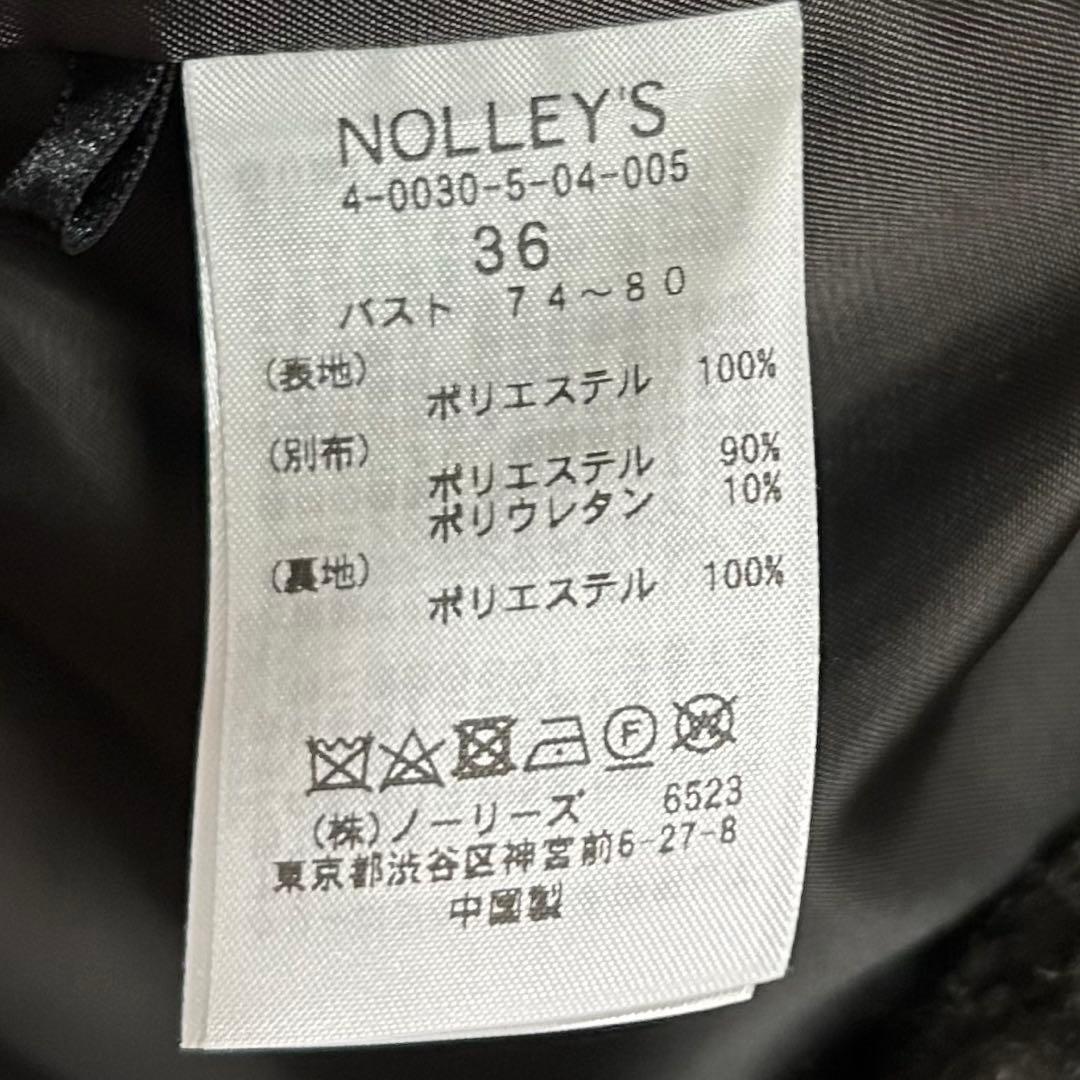 NOLLEY'S
4-0030-5-04-005
36
バスト 74～80
(表地)
ポリエステル 100%
(別布)
ポリエステル 90%
ポリウレタン 10%
(裏地)
ポリエステル 100%
F W
(株)ノーリーズ 6523
東京都渋谷区神宮前6-27-8
中國製